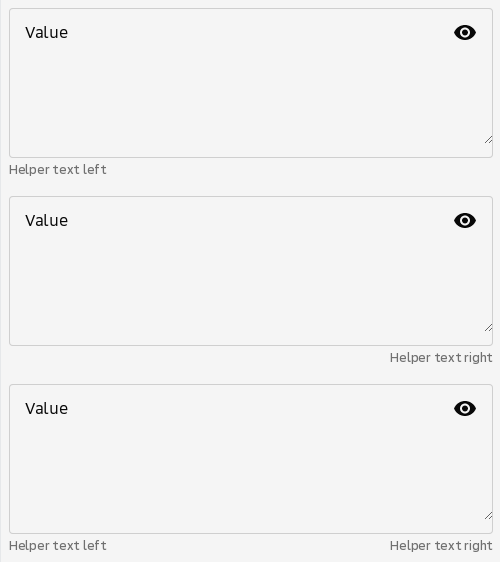 Value
Helper text left
Value
Helper text right
Value
Helper text left Helper text right